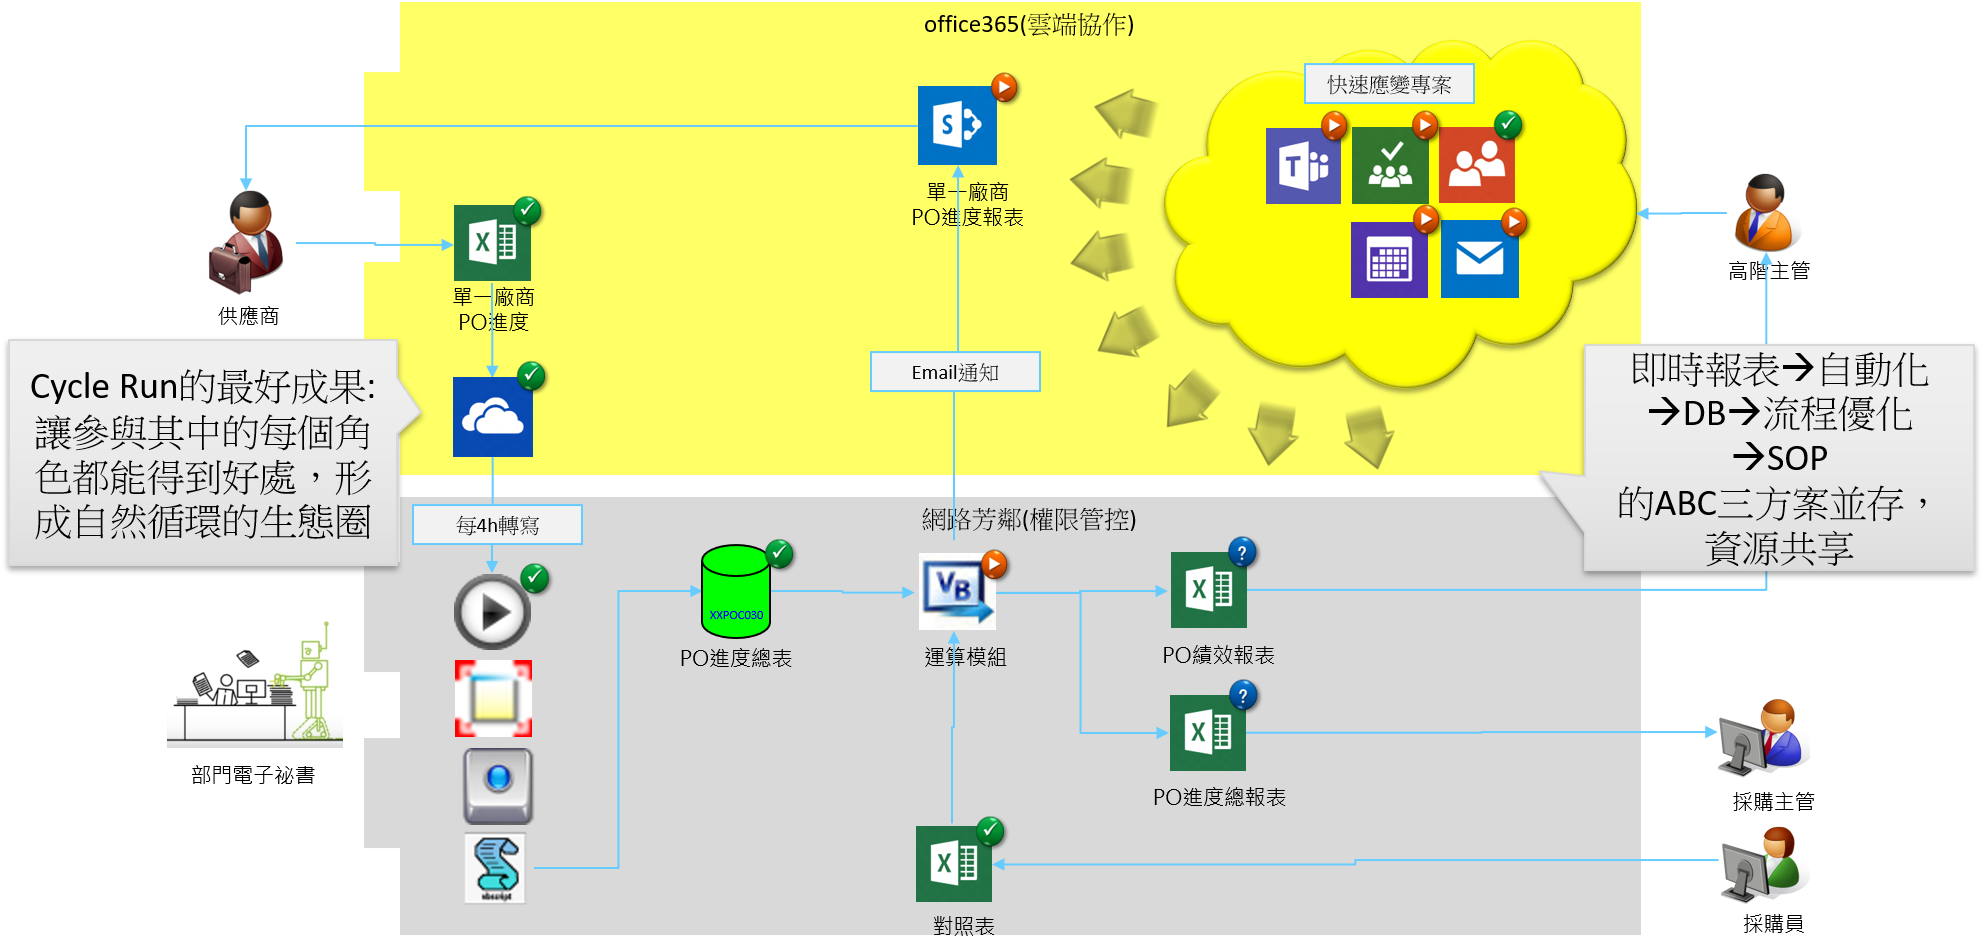 office365(雲端協作)
快速應變專案
單一廠商
PO進度報表
供應商
單一廠商
PO進度
高階主管
Email通知
Cycle Run的最好成果:
讓參與其中的每個角
色都能得到好處，形
成自然循環的生態圈
即時報表→自動化
→DB→流程優化
→SOP
的ABC三方案並存，
資源共享
每4h轉寫
網路芳鄰(權限管控)
XXPOC030
PO進度總表
VB
運算模組
PO績效報表
部門電子祕書
PO進度總報表
採購主管
vbscript
對照表
採購員